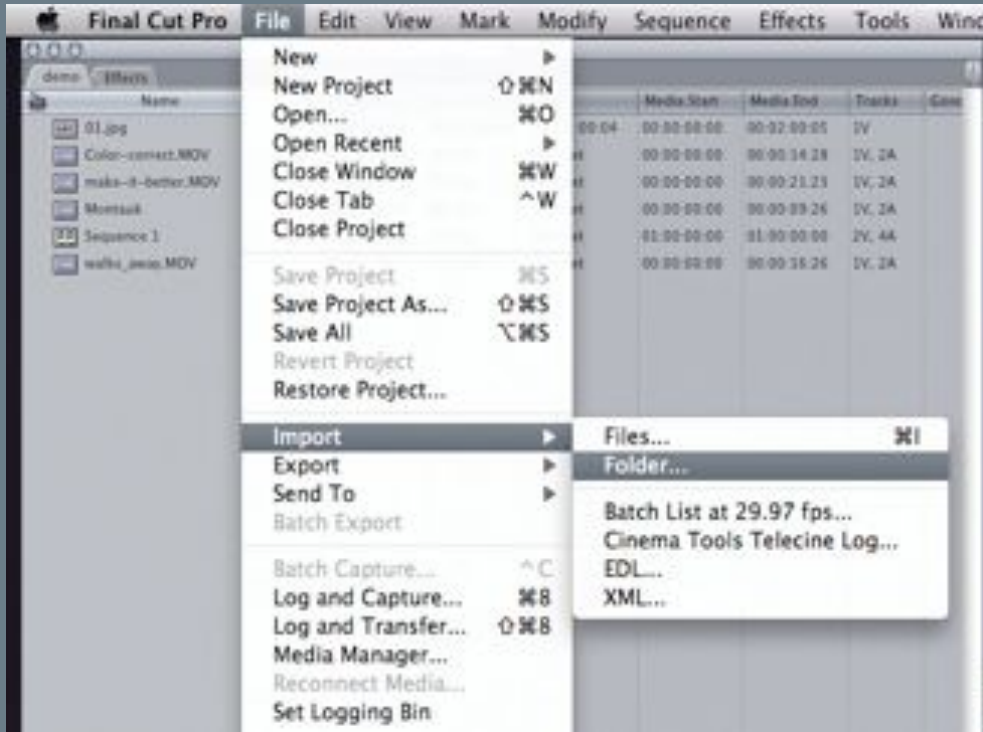 Final Cut Pro File Edit View Mark Modify Sequence Effects Tools Wind
demo Effects
Name Media Start Media End Tracks
01.jpg 00:04 00:00:00:00 00:02:00:05 1V
Color-correct.MOV 00:00:00:00 00:00:14:28 1V, 2A
make-it-better.MOV 00:00:00:00 00:00:21:23 1V, 2A
Montauk 00:00:00:00 00:00:09:26 1V, 2A
Sequence 1 01:00:00:00 01:00:00:00 2V, 4A
walks_away.MOV 00:00:00:00 00:00:16:26 1V, 2A
New
New Project ⇧⌘N
Open... ⌘O
Open Recent
Close Window ⌘W
Close Tab ^W
Close Project
Save Project ⌘S
Save Project As... ⇧⌘S
Save All ⌥⌘S
Revert Project
Restore Project...
Import
Export
Send To
Batch Export
Batch Capture... ^C
Log and Capture... ⌘8
Log and Transfer... ⇧⌘8
Media Manager...
Reconnect Media...
Set Logging Bin
Files... ⌘I
Folder...
Batch List at 29.97 fps...
Cinema Tools Telecine Log...
EDL...
XML...